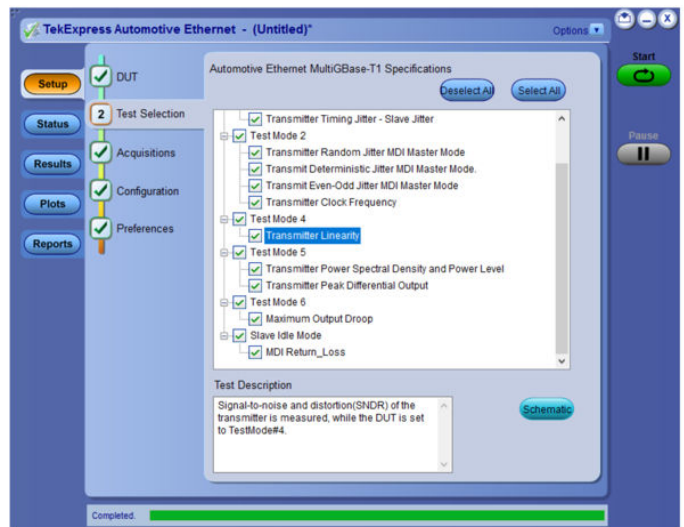 TekExpress Automotive Ethernet - (Untitled)*
Options
Setup
Status
Results
Plots
Reports
DUT
2 Test Selection
Acquisitions
Configuration
Preferences
Automotive Ethernet MultiGBase-T1 Specifications
Deselect All
Select All
Transmitter Timing Jitter - Slave Jitter
Test Mode 2
Transmitter Random Jitter MDI Master Mode
Transmit Deterministic Jitter MDI Master Mode.
Transmit Even-Odd Jitter MDI Master Mode
Transmitter Clock Frequency
Test Mode 4
Transmitter Linearity
Test Mode 5
Transmitter Power Spectral Density and Power Level
Transmitter Peak Differential Output
Test Mode 6
Maximum Output Droop
Slave Idle Mode
MDI Return_Loss
Test Description
Signal-to-noise and distortion(SNDR) of the
transmitter is measured, while the DUT is set
to TestMode#4.
Schematic
Start
Pause
Completed.